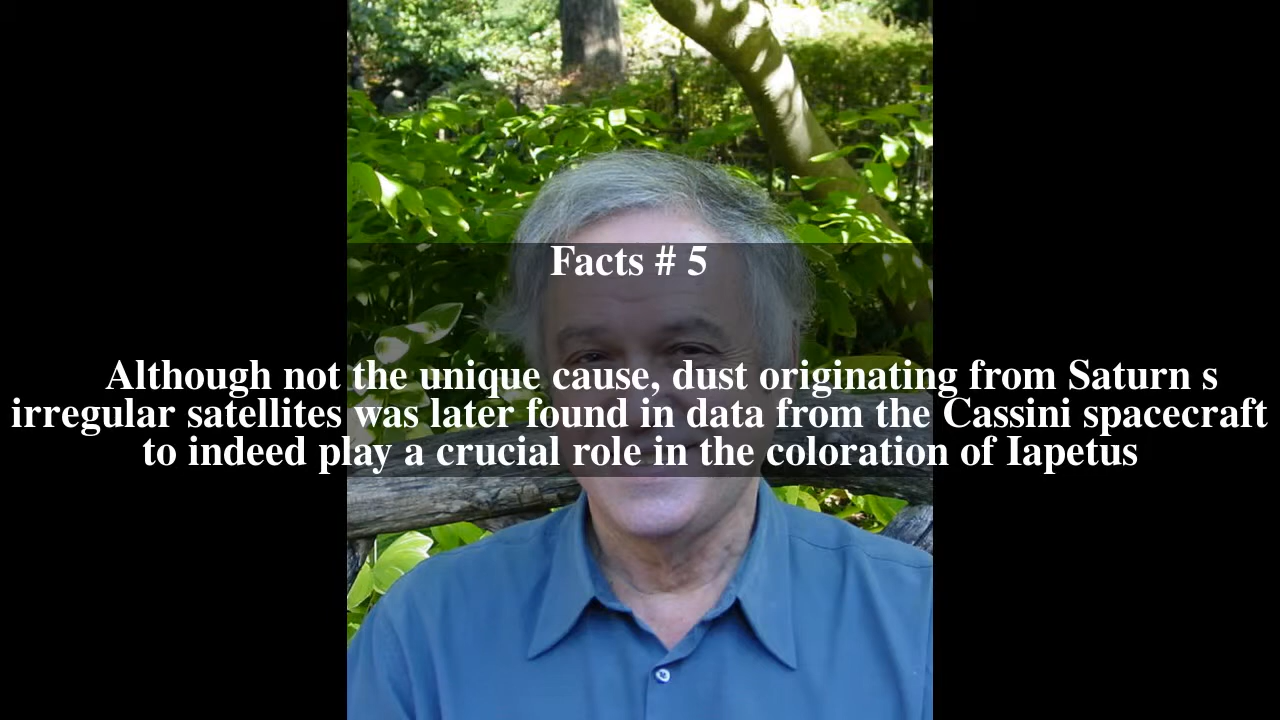 Facts # 5
Although not the unique cause, dust originating from Saturn s
irregular satellites was later found in data from the Cassini spacecraft
to indeed play a crucial role in the coloration of Iapetus